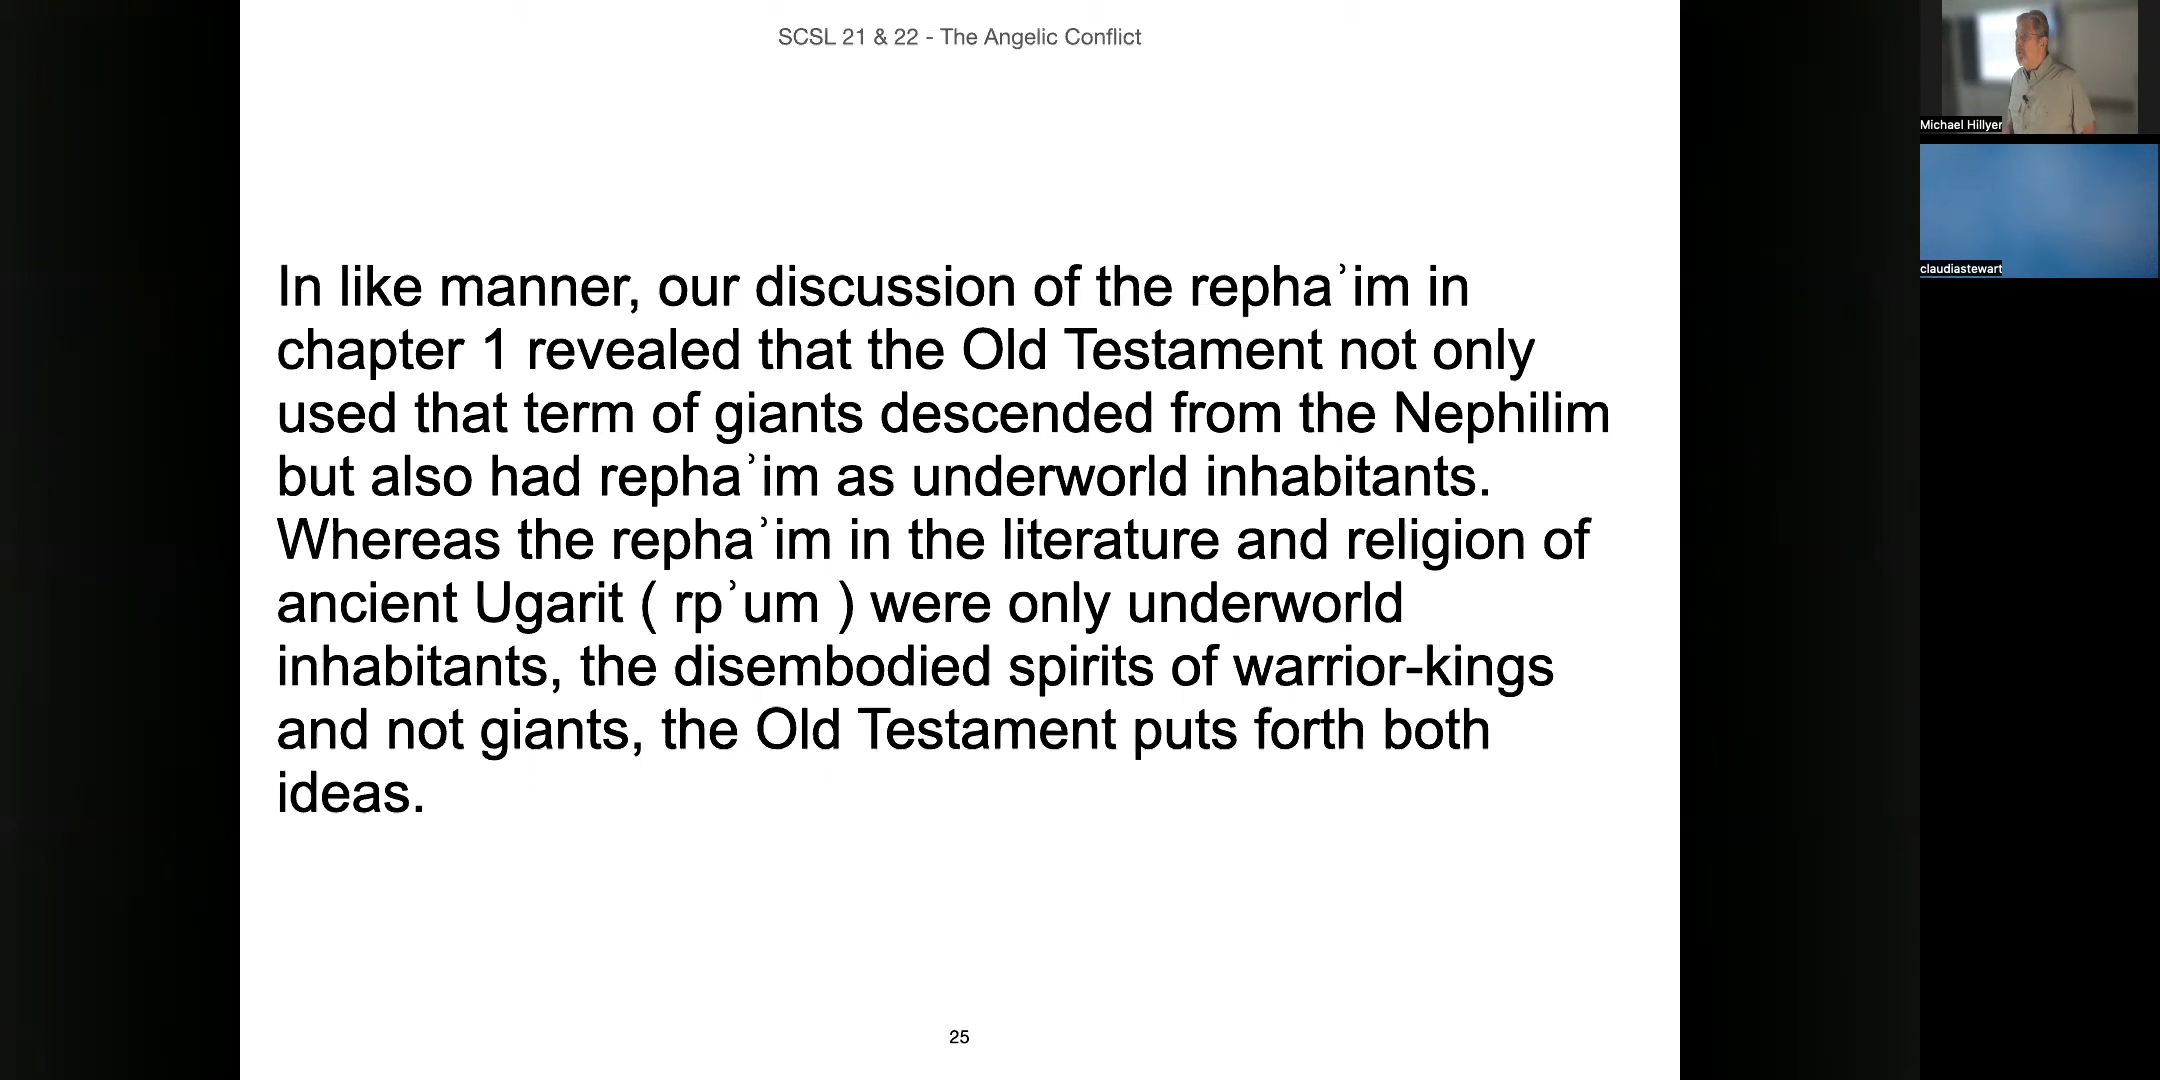 SCSL 21 & 22 - The Angelic Conflict
In like manner, our discussion of the rephaʾim in
chapter 1 revealed that the Old Testament not only
used that term of giants descended from the Nephilim
but also had rephaʾim as underworld inhabitants.
Whereas the rephaʾim in the literature and religion of
ancient Ugarit ( rpʾum ) were only underworld
inhabitants, the disembodied spirits of warrior-kings
and not giants, the Old Testament puts forth both
ideas.
25
Michael Hillyer
claudiastewart